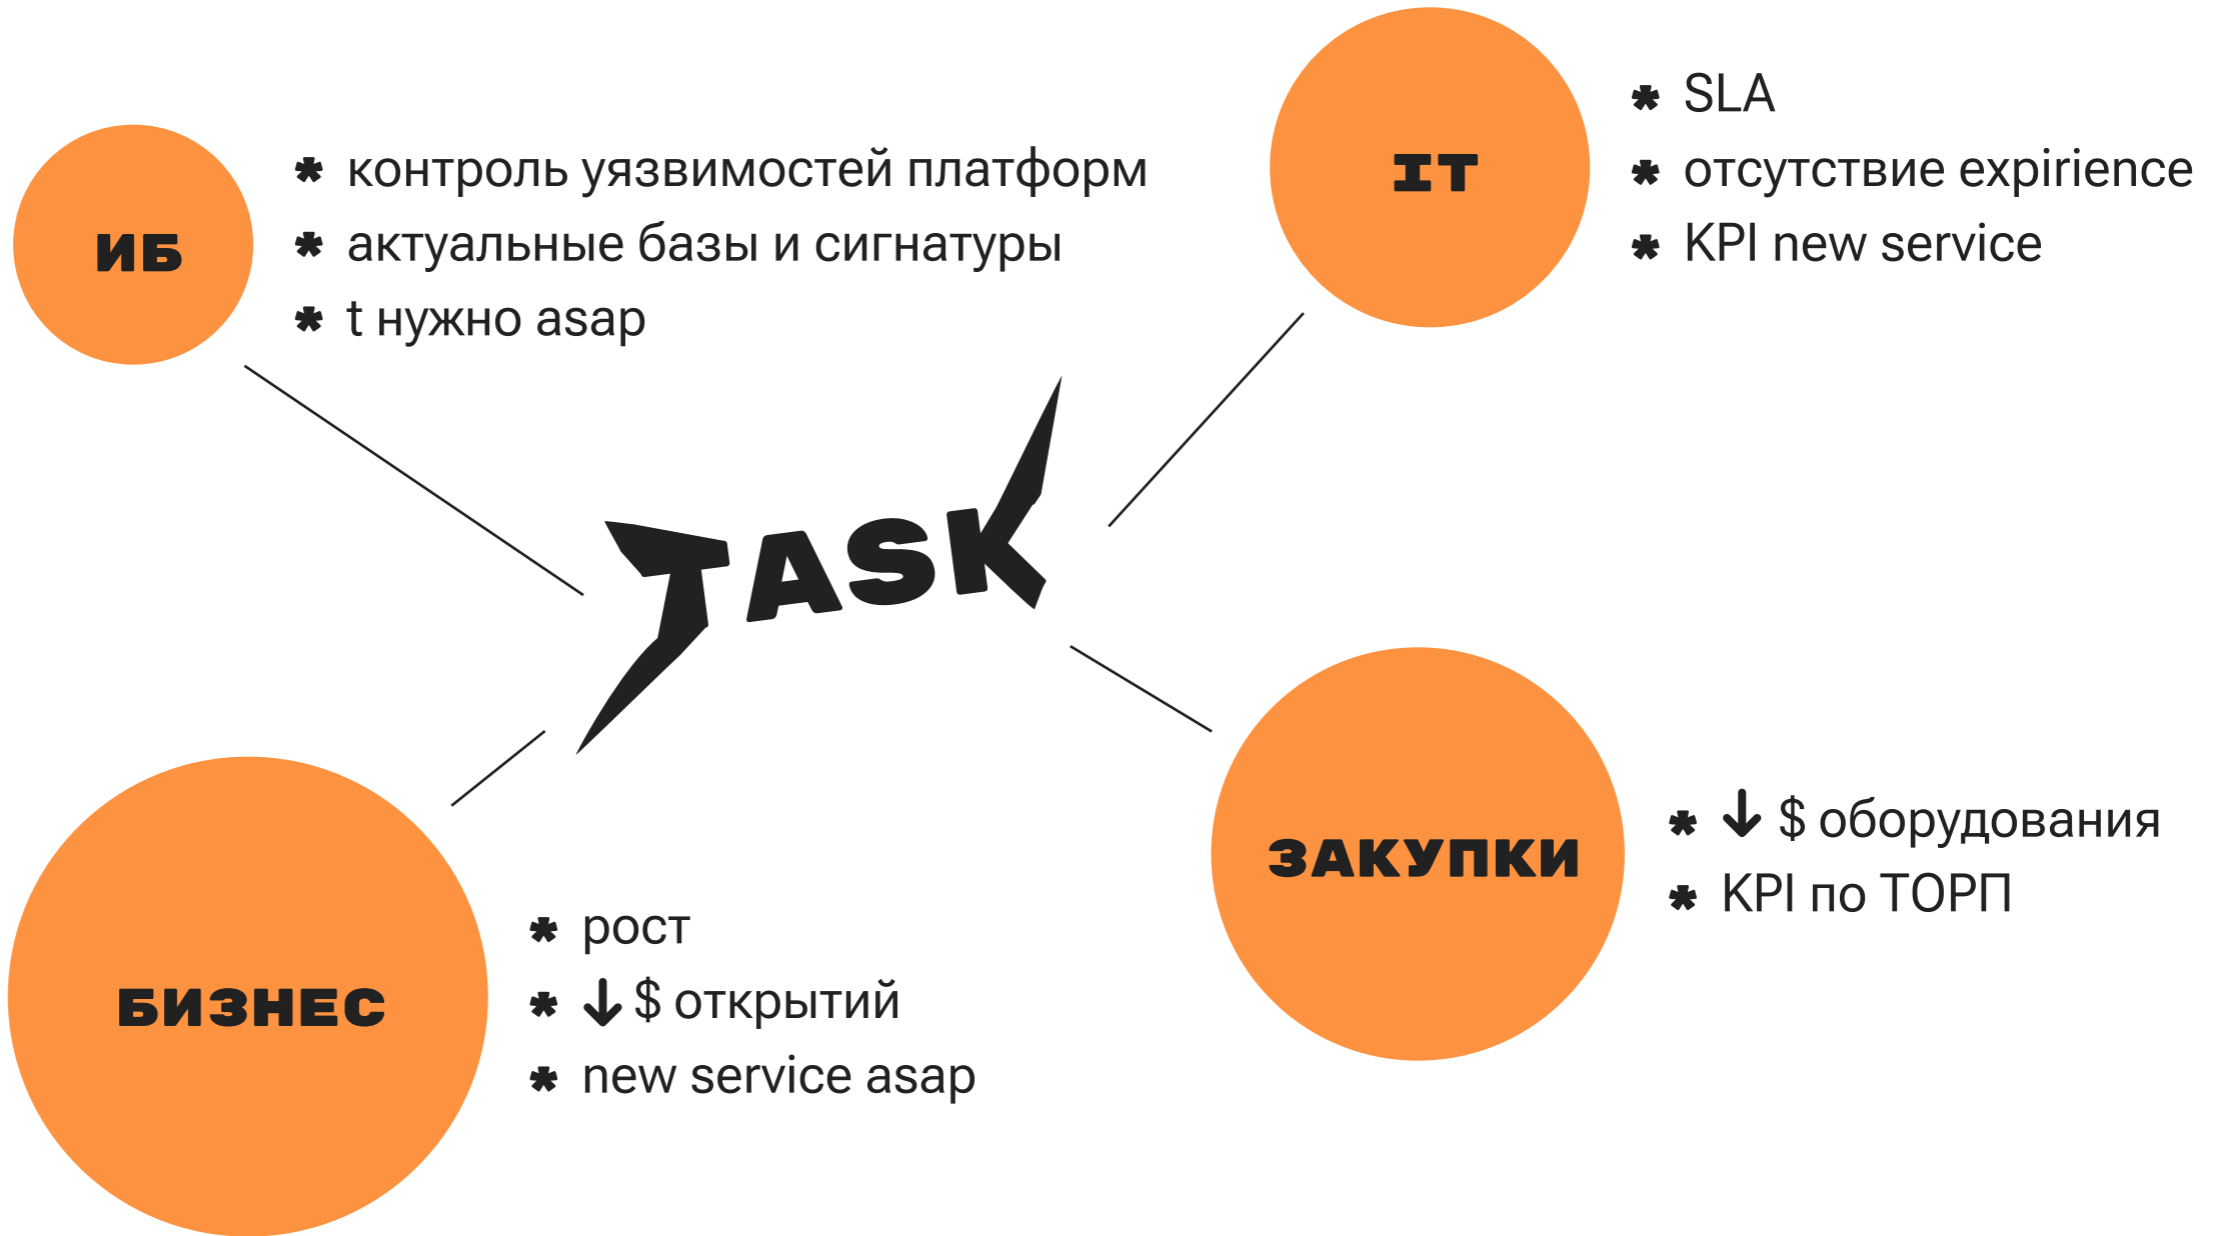 ИБ
* контроль уязвимостей платформ
* актуальные базы и сигнатуры
* t нужно asap
IT
* SLA
* отсутствие expirience
* KPI new service
TASK
БИЗНЕС
* рост
* ↓ $ открытий
* new service asap
ЗАКУПКИ
* ↓ $ оборудования
* KPI по ТОРП